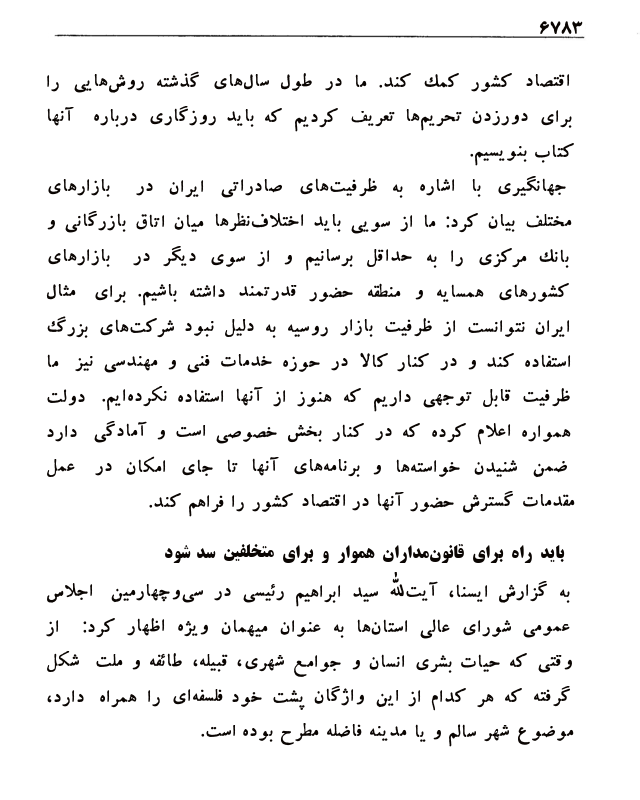 ۶۷۸۳
اقتصاد کشور کمك کند. ما در طول سال‌های گذشته روش‌هایی را
برای دورزدن تحریم‌ها تعریف کردیم که باید روزگاری درباره آنها
کتاب بنویسیم.
جهانگیری با اشاره به ظرفیت‌های صادراتی ایران در بازارهای
مختلف بیان کرد: ما از سویی باید اختلاف‌نظرها میان اتاق بازرگانی و
بانك مرکزی را به حداقل برسانیم و از سوی دیگر در بازارهای
کشورهای همسایه و منطقه حضور قدرتمند داشته باشیم. برای مثال
ایران نتوانست از ظرفیت بازار روسیه به دلیل نبود شرکت‌های بزرگ
استفاده کند و در کنار کالا در حوزه خدمات فنی و مهندسی نیز ما
ظرفیت قابل توجهی داریم که هنوز از آنها استفاده نکرده‌ایم. دولت
همواره اعلام کرده که در کنار بخش خصوصی است و آمادگی دارد
ضمن شنیدن خواسته‌ها و برنامه‌های آنها تا جای امکان در عمل
مقدمات گسترش حضور آنها در اقتصاد کشور را فراهم کند.
باید راه برای قانون‌مداران هموار و برای متخلفین سد شود
به گزارش ایسنا، آیت‌الله سید ابراهیم رئیسی در سی‌وچهارمین اجلاس
عمومی شورای عالی استان‌ها به عنوان میهمان ویژه اظهار کرد: از
وقتی که حیات بشری انسان و جوامع شهری، قبیله، طائفه و ملت شکل
گرفته که هر کدام از این واژگان پشت خود فلسفه‌ای را همراه دارد،
موضوع شهر سالم و یا مدینه فاضله مطرح بوده است.